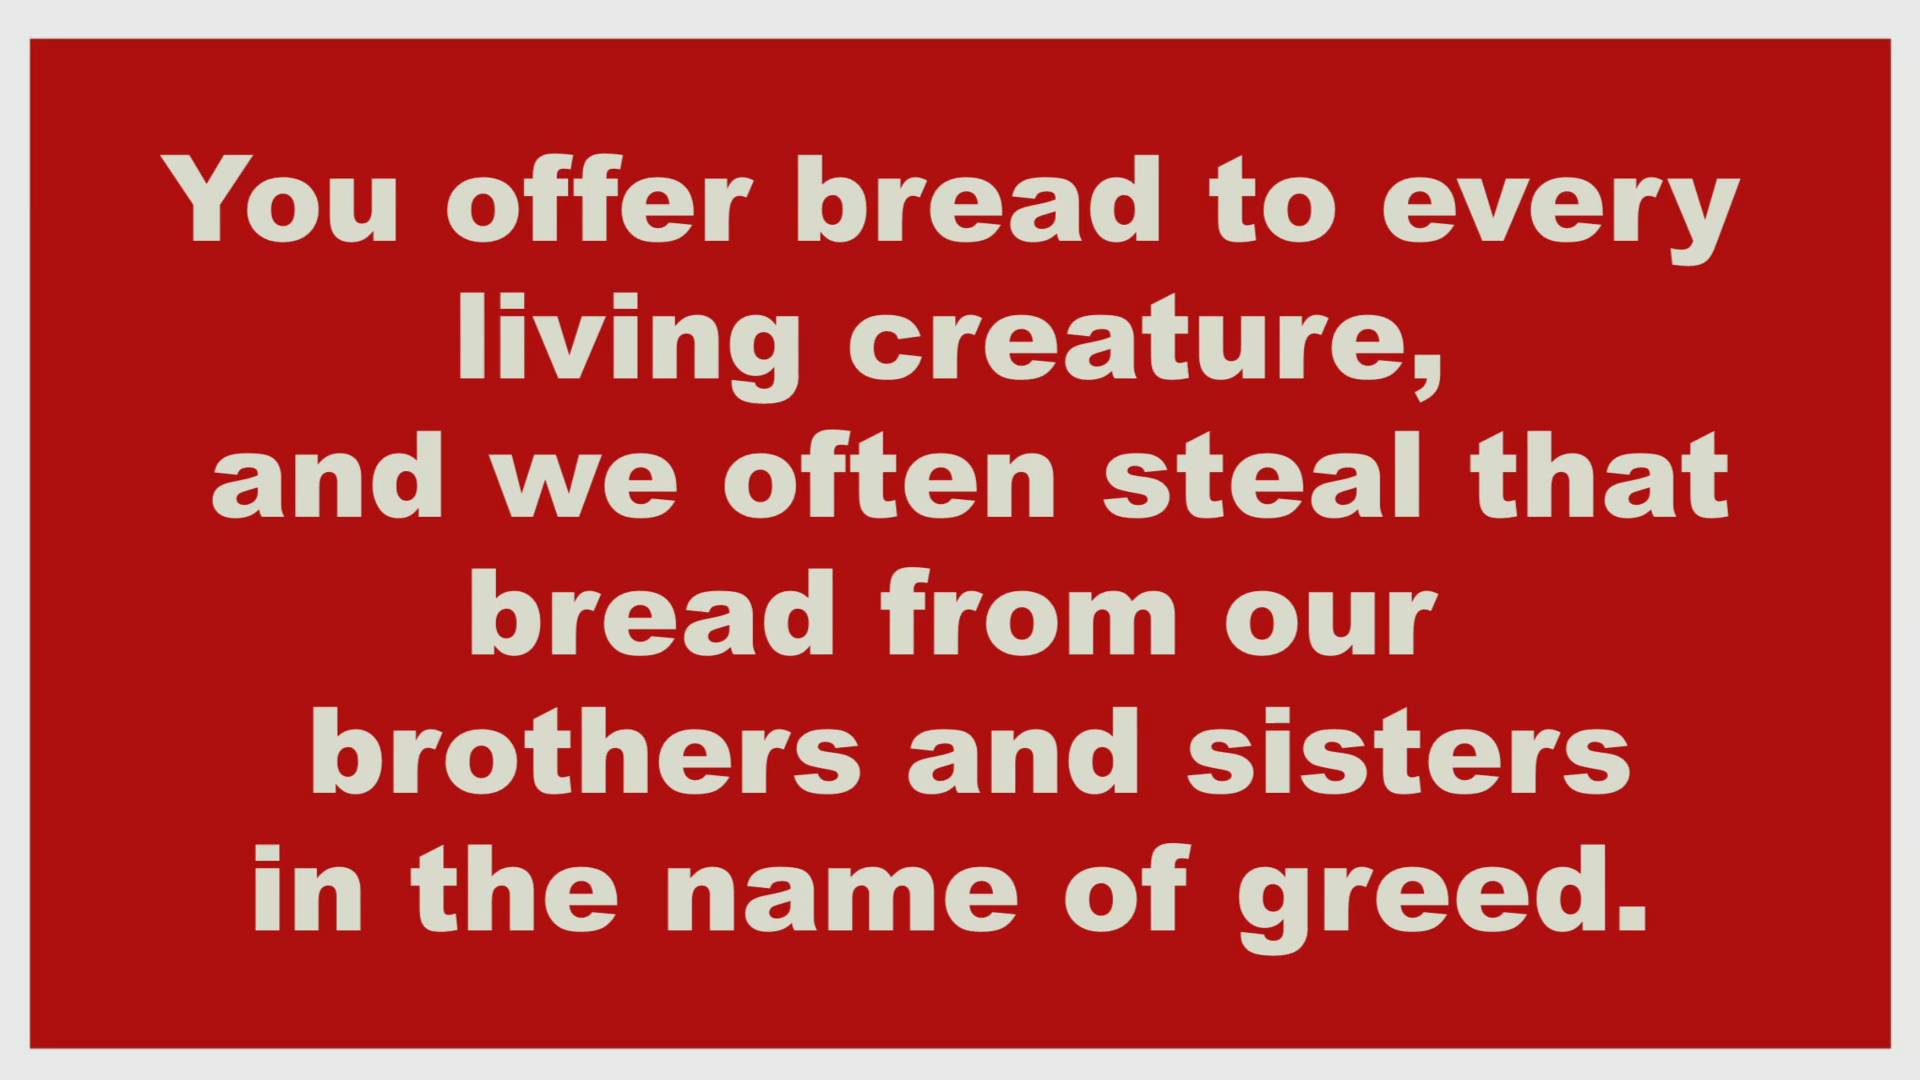 You offer bread to every
living creature,
and we often steal that
bread from our
brothers and sisters
in the name of greed.